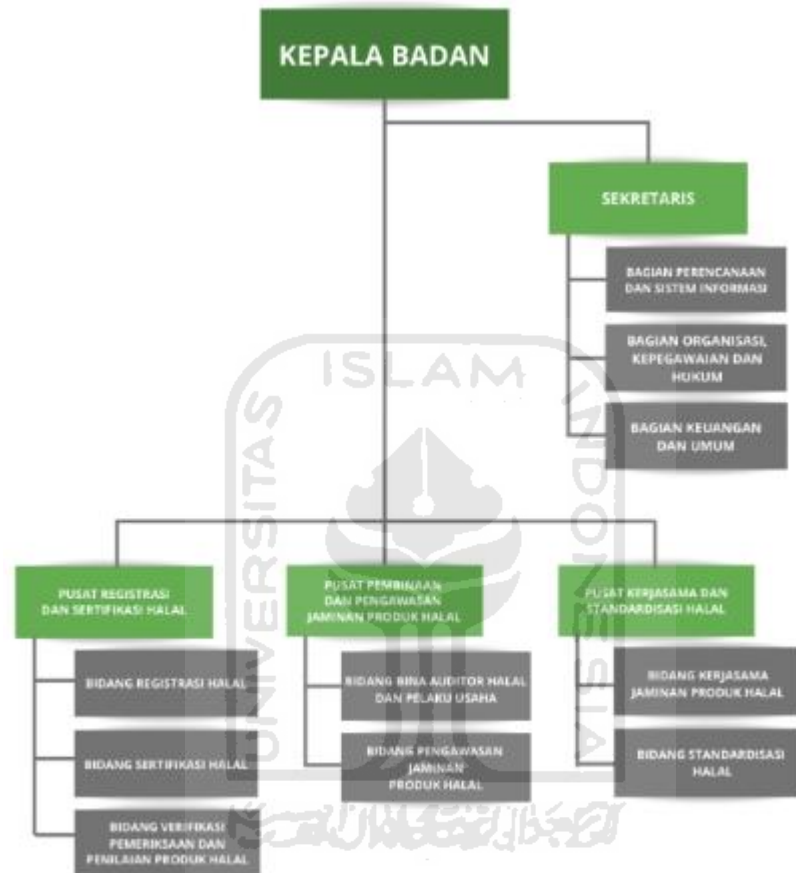 KEPALA BADAN
SEKRETARIS
BAGIAN PERENCANAAN
DAN SISTEM INFORMASI
BAGIAN ORGANISASI,
KEPEGAWAIAN DAN
HUKUM
BAGIAN KEUANGAN
DAN UMUM
UNIVERSITAS
ISLAM
INDONESIA
PUSAT REGISTRASI
DAN SERTIFIKASI HALAL
BIDANG REGISTRASI HALAL
BIDANG SERTIFIKASI HALAL
BIDANG VERIFIKASI
PEMERIKSAAN DAN
PENILAIAN PRODUK HALAL
PUSAT PEMBINAAN
DAN PENGAWASAN
JAMINAN PRODUK HALAL
BIDANG BINA AUDITOR HALAL
DAN PELAKU USAHA
BIDANG PENGAWASAN
JAMINAN
PRODUK HALAL
PUSAT KERJASAMA DAN
STANDARDISASI HALAL
BIDANG KERJASAMA
JAMINAN PRODUK HALAL
BIDANG STANDARDISASI
HALAL